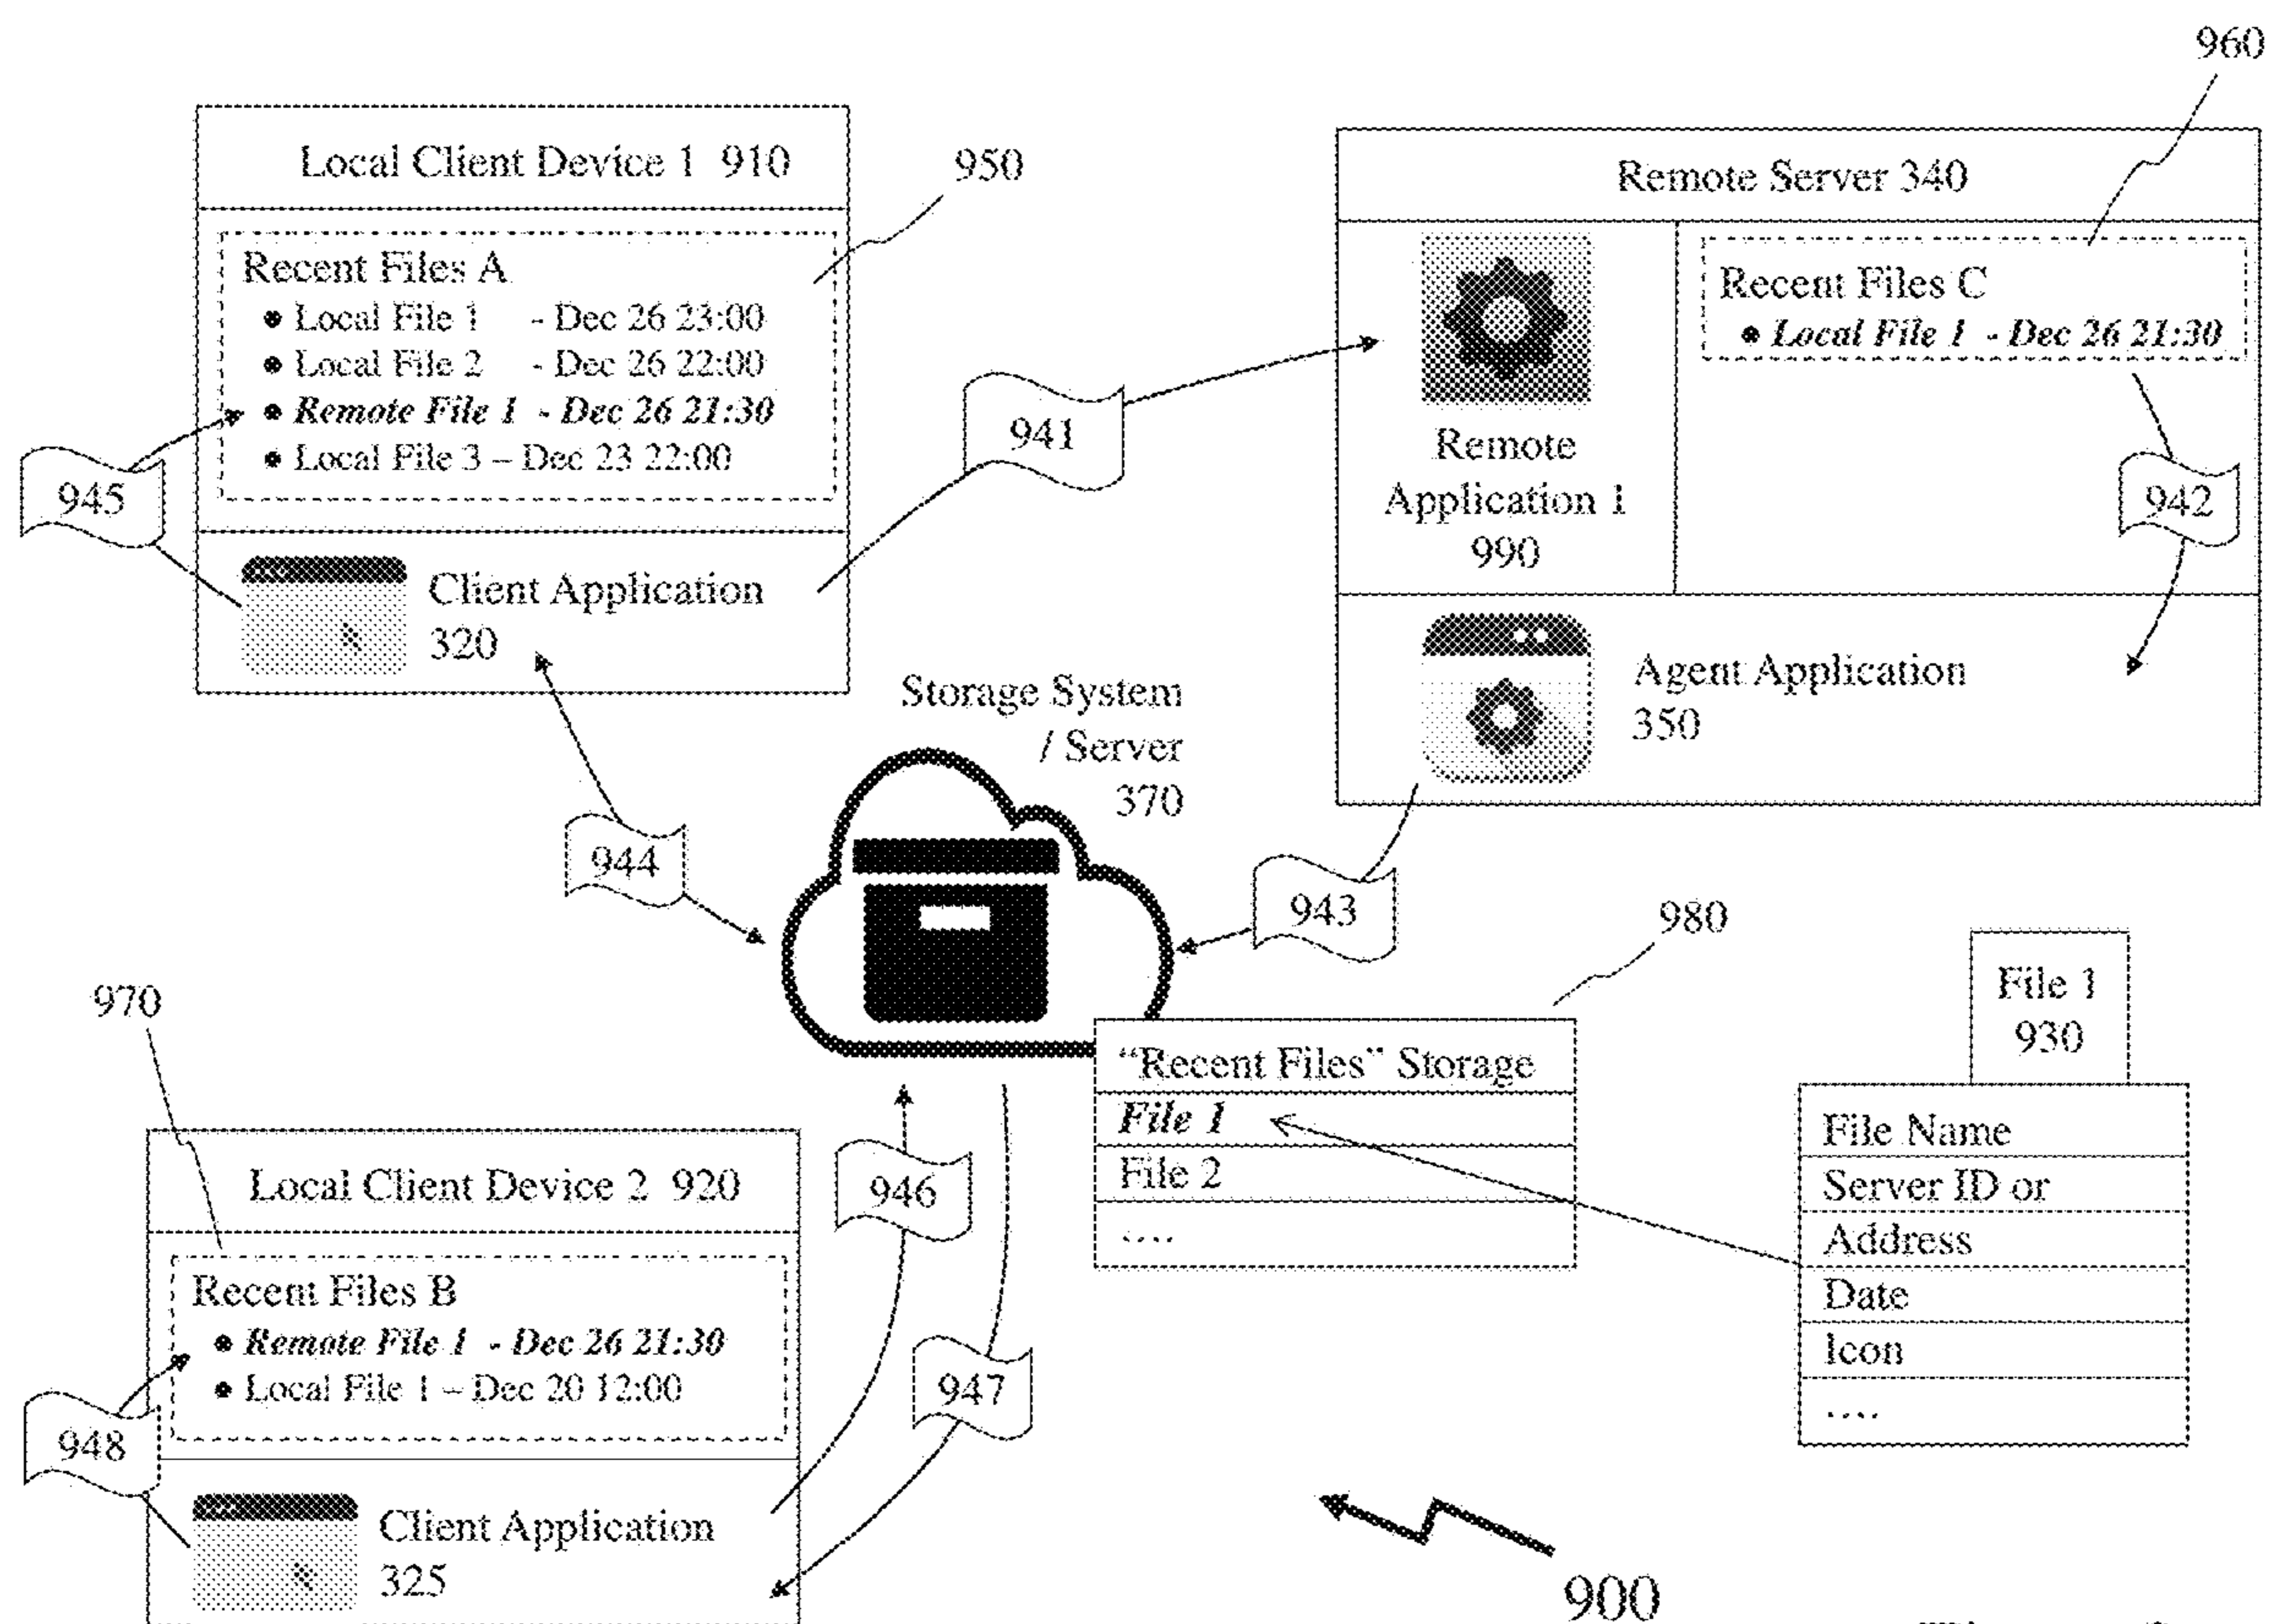 960
Local Client Device 1 910
950
Remote Server 340
Recent Files A
• Local File 1 - Dec 26 23:00
• Local File 2 - Dec 26 22:00
• Remote File 1 - Dec 26 21:30
• Local File 3 – Dec 23 22:00
Recent Files C
• Local File 1 - Dec 26 21:30
941
945
942
Remote
Application 1
990
Client Application
320
Agent Application
350
Storage System
/ Server
370
944
943
980
File 1
930
970
"Recent Files" Storage
File 1
File 2
....
File Name
Server ID or
Address
Date
Icon
....
Local Client Device 2 920
946
Recent Files B
• Remote File 1 - Dec 26 21:30
• Local File 1 – Dec 20 12:00
947
948
Client Application
325
900